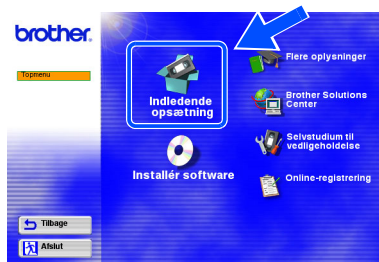 brother.
Topmenu
Indledende
opsætning
Installér software
Flere oplysninger
Brother Solutions
Center
Selvstudium til
vedligeholdelse
Online-registrering
Tilbage
Afslut